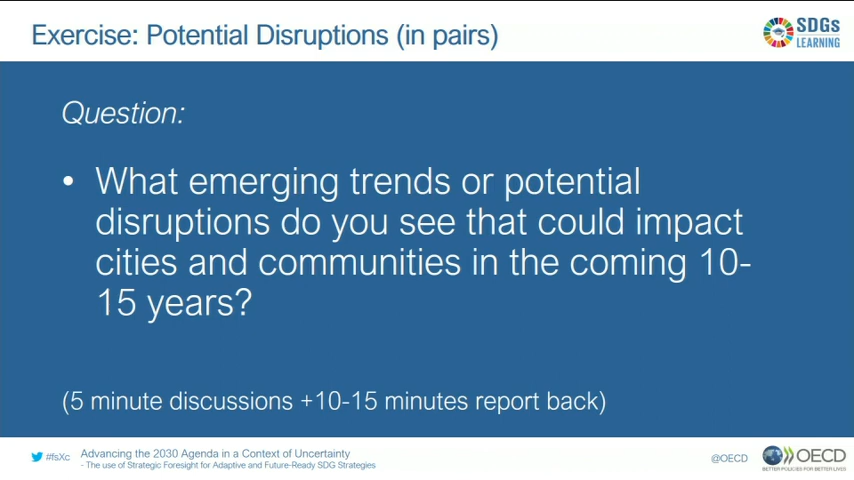 Exercise: Potential Disruptions (in pairs)
SDGs
LEARNING
Question:
• What emerging trends or potential
disruptions do you see that could impact
cities and communities in the coming 10-
15 years?
(5 minute discussions +10-15 minutes report back)
#fsXc
Advancing the 2030 Agenda in a Context of Uncertainty
- The use of Strategic Foresight for Adaptive and Future-Ready SDG Strategies
@OECD
OECD
BETTER POLICIES FOR BETTER LIVES